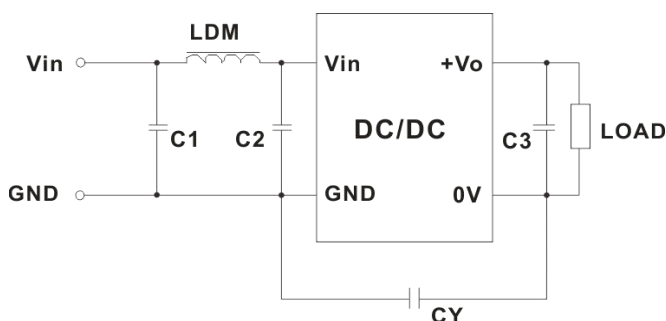 LDM
Vin
Vin
+Vo
C1
C2
DC/DC
C3
LOAD
GND
GND
0V
CY